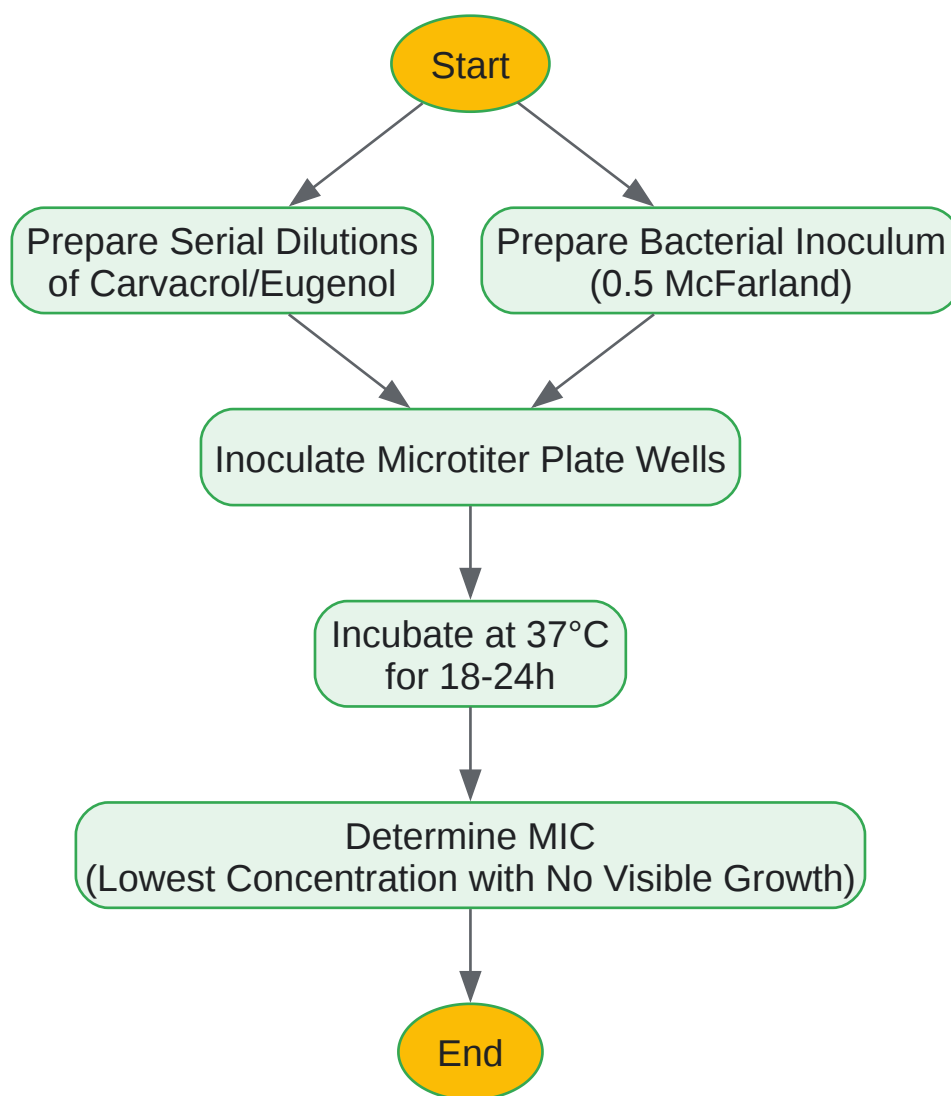 Start
Prepare Serial Dilutions
of Carvacrol/Eugenol
Prepare Bacterial Inoculum
(0.5 McFarland)
Inoculate Microtiter Plate Wells
Incubate at 37°C
for 18-24h
Determine MIC
(Lowest Concentration with No Visible Growth)
End